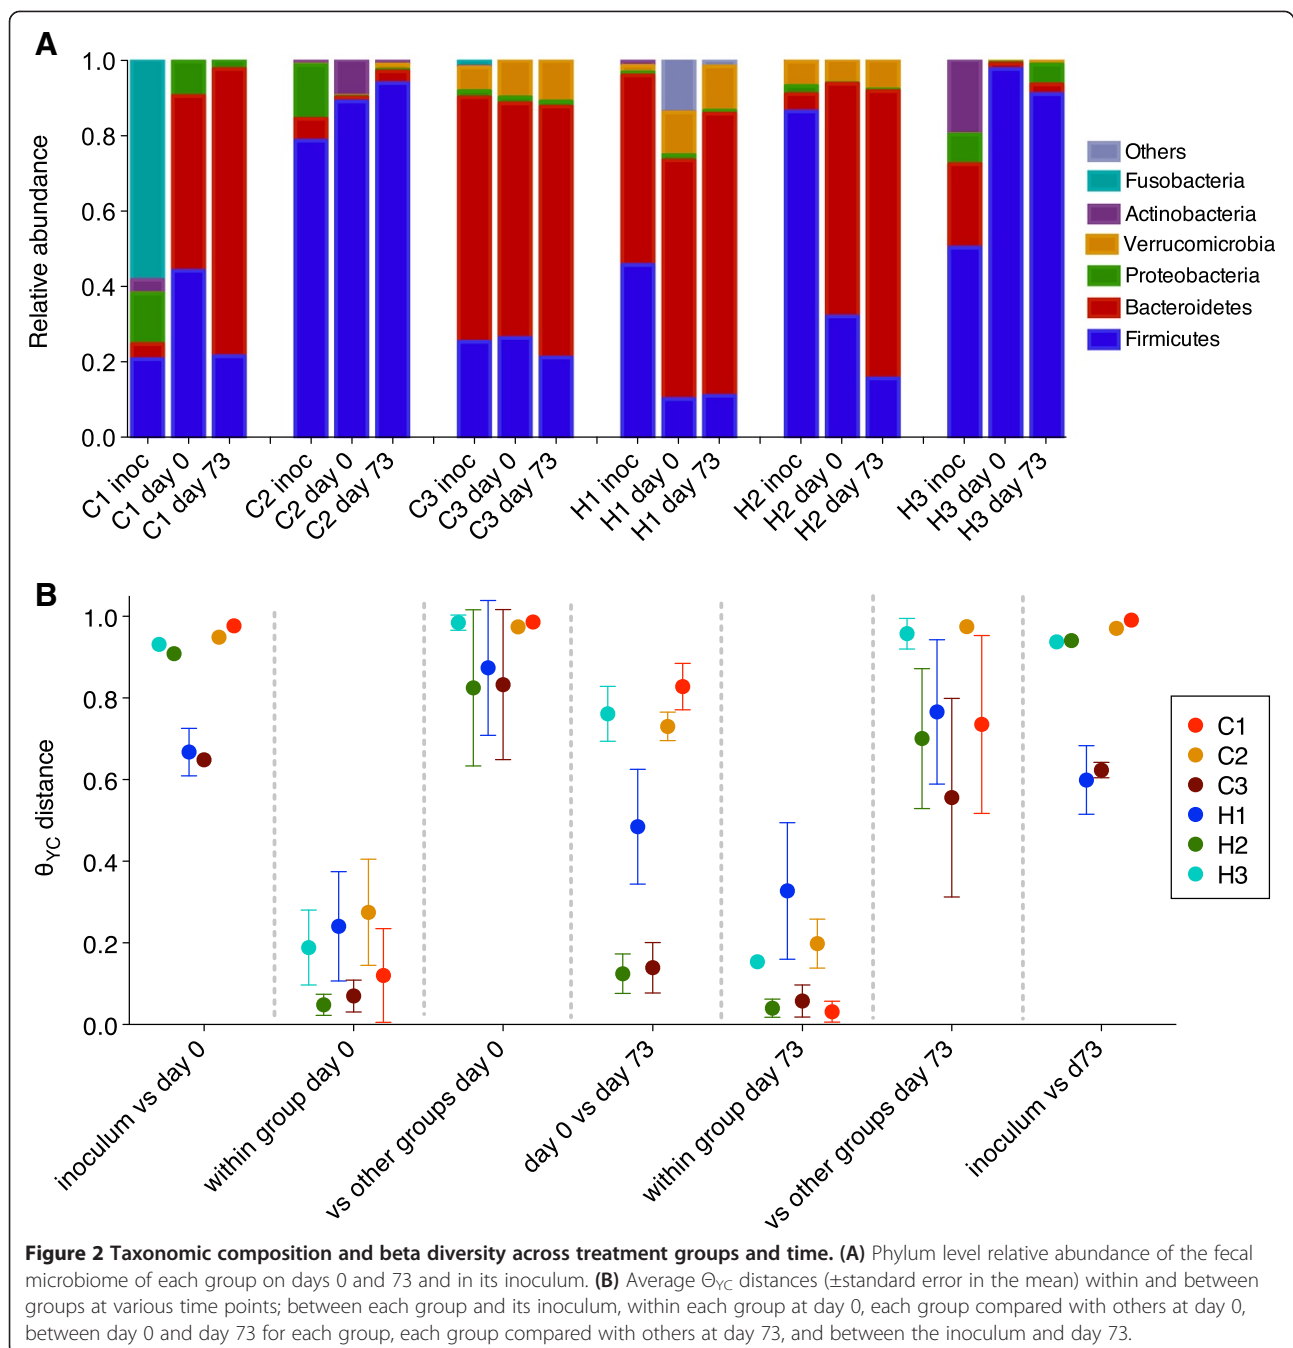 A
Relative abundance
1.0
0.8
0.6
0.4
0.2
0.0
C1 inoc
C1 day 0
C1 day 73
C2 inoc
C2 day 0
C2 day 73
C3 inoc
C3 day 0
C3 day 73
H1 inoc
H1 day 0
H1 day 73
H2 inoc
H2 day 0
H2 day 73
H3 inoc
H3 day 0
H3 day 73
Others
Fusobacteria
Actinobacteria
Verrucomicrobia
Proteobacteria
Bacteroidetes
Firmicutes
B
θYC distance
1.0
0.8
0.6
0.4
0.2
0.0
inoculum vs day 0
within group day 0
vs other groups day 0
day 0 vs day 73
within group day 73
vs other groups day 73
inoculum vs d73
C1
C2
C3
H1
H2
H3
Figure 2 Taxonomic composition and beta diversity across treatment groups and time. (A) Phylum level relative abundance of the fecal
microbiome of each group on days 0 and 73 and in its inoculum. (B) Average ΘYC distances (±standard error in the mean) within and between
groups at various time points; between each group and its inoculum, within each group at day 0, each group compared with others at day 0,
between day 0 and day 73 for each group, each group compared with others at day 73, and between the inoculum and day 73.